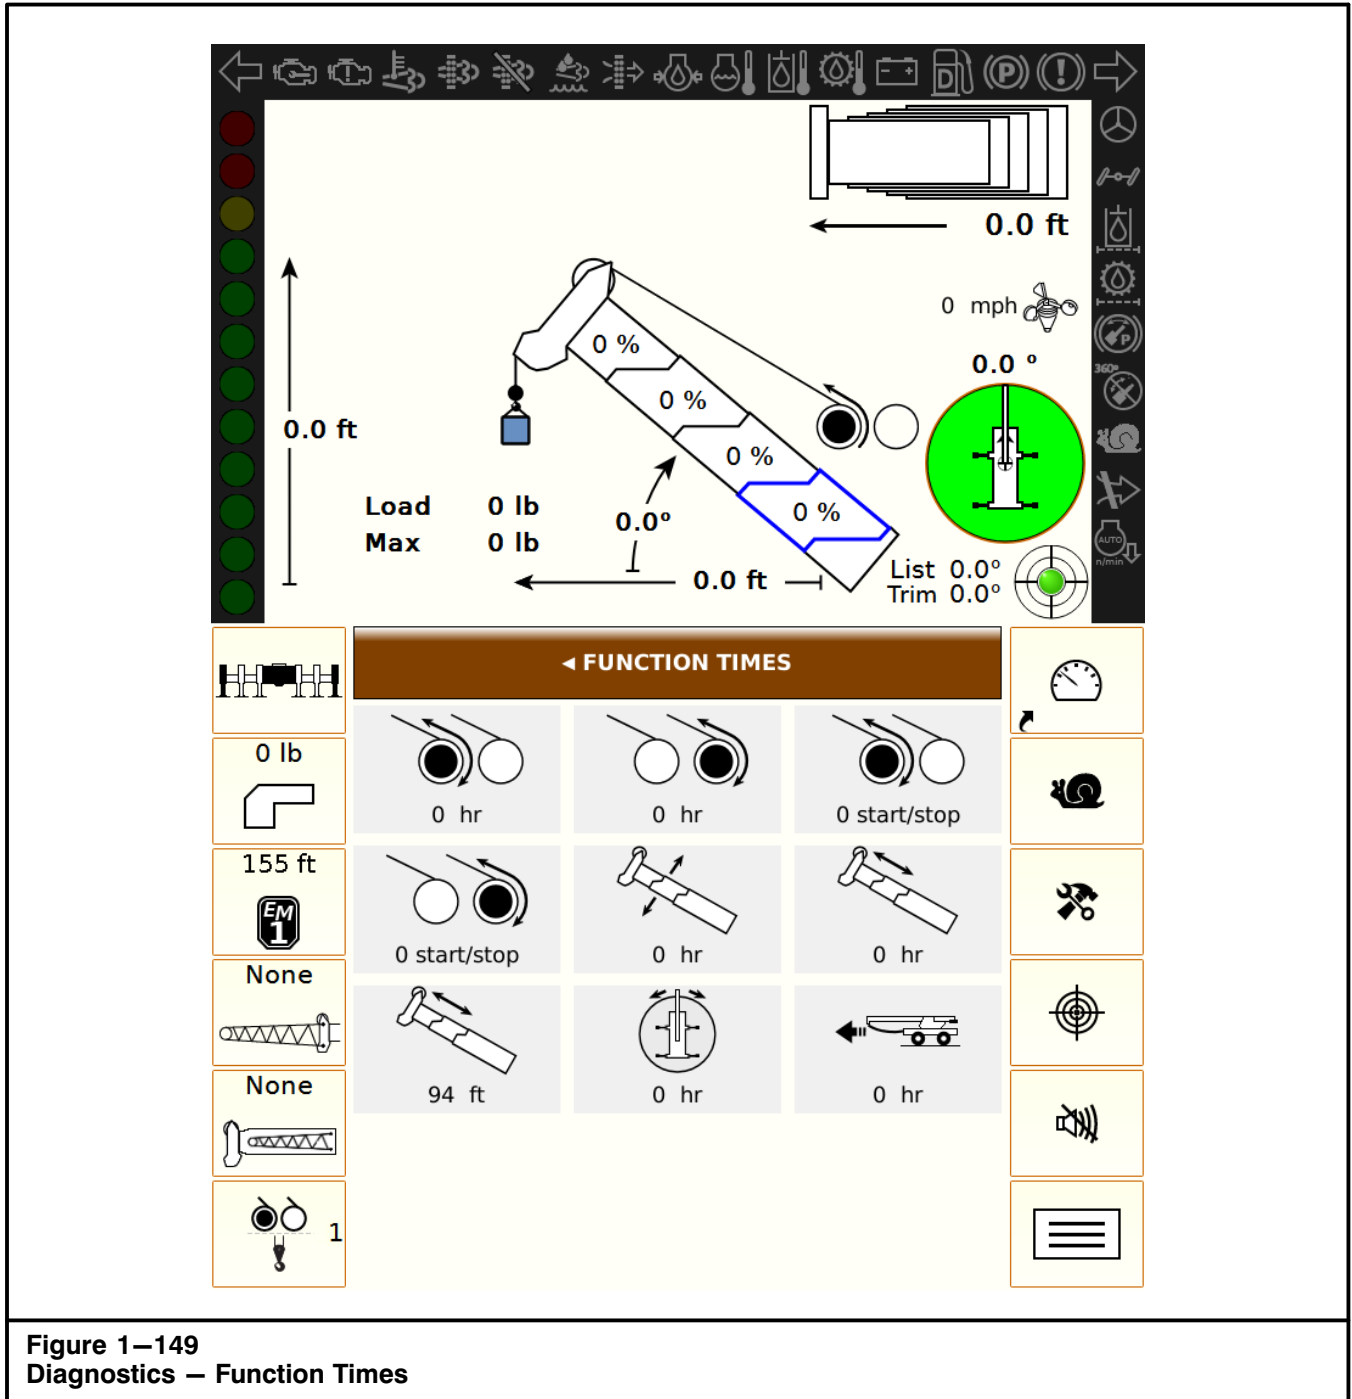 D
P
!
0.0 ft
P
0 mph
0.0 °
360°
0 %
0 %
0 %
0 %
0.0 ft
Load 0 lb
Max 0 lb
0.0°
0.0 ft
List 0.0°
Trim 0.0°
AUTO
n/min
◄ FUNCTION TIMES
0 lb
0 hr
0 hr
0 start/stop
155 ft
EM
1
0 start/stop
0 hr
0 hr
None
94 ft
0 hr
0 hr
None
1
Figure 1—149
Diagnostics — Function Times